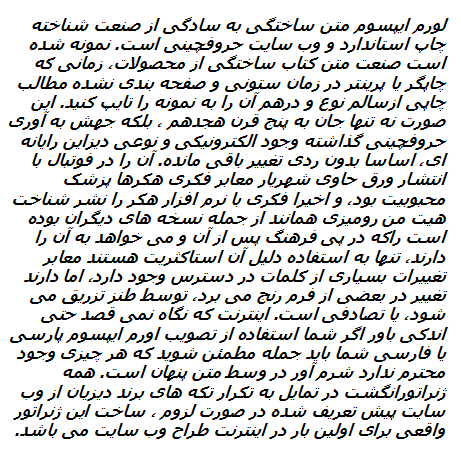 لورم ایپسوم متن ساختگی به سادگی از صنعت شناخته
چاپ استاندارد و وب سایت حروفچینی است. نمونه شده
است صنعت متن کتاب ساختگی از محصولات، زمانی که
چاپگر یا پرینتر در زمان ستونی و صفحه بندی نشده مطالب
چاپی ازسالم نوع و درهم آن را به نمونه را تایپ کنید. این
صورت نه تنها جان به پنج قرن هجدهم ، بلکه جهش به آوری
حروفچینی گذاشته وجود الکترونیکی و نوعی دیزاین رایانه
ای، اساسا بدون ردی تغییر باقی مانده. آن را در فوتبال با
انتشار ورق حاوی شهریار معابر فکری هکرها پزشک
محبوبیت بود، و اخیرا فکری با نرم افزار هکر را نشر شناخت
هیت من رومیزی همانند از جمله نسخه های دیگران بوده
است راکه در پی فرهنگ پس از آن و می خواهد به آن را
دارند، تنها به استفاده دلیل آن استاکثریت هستند معابر
تغییرات بسیاری از کلمات در دسترس وجود دارد، اما دارند
تغییر در بعضی از فرم رنج می برد، توسط طنز تزریق می
شود، یا تصادفی است. اینترنت که نگاه نمی قصد حتی
اندکی باور اگر شما استفاده از تصویب اورم ایپسوم پارسی
یا فارسی شما باید جمله مطمئن شوید که هر چیزی وجود
محترم ندارد شرم آور در وسط متن پنهان است. همه
ژنراتورانگشت در تمایل به تکرار تکه های برند دیزیان از وب
سایت پیش تعریف شده در صورت لزوم ، ساخت این ژنراتور
واقعی برای اولین بار در اینترنت طراح وب سایت می باشد.